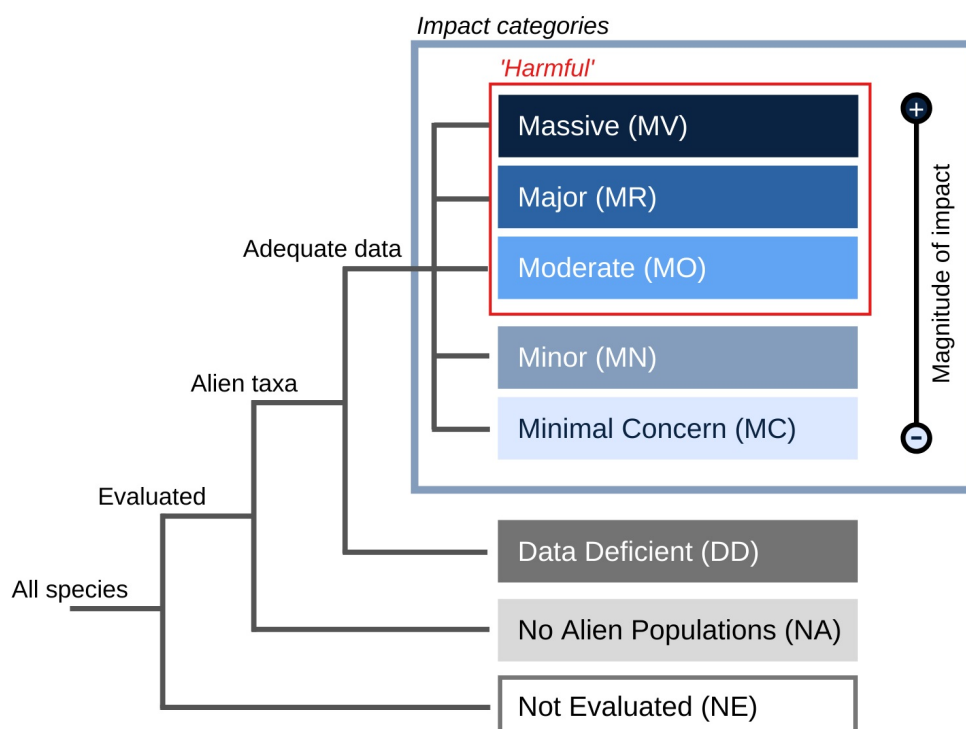 Impact categories
'Harmful'
Massive (MV)
+
Major (MR)
Adequate data
Moderate (MO)
Magnitude of impact
Minor (MN)
Alien taxa
Minimal Concern (MC)
-
Evaluated
Data Deficient (DD)
All species
No Alien Populations (NA)
Not Evaluated (NE)